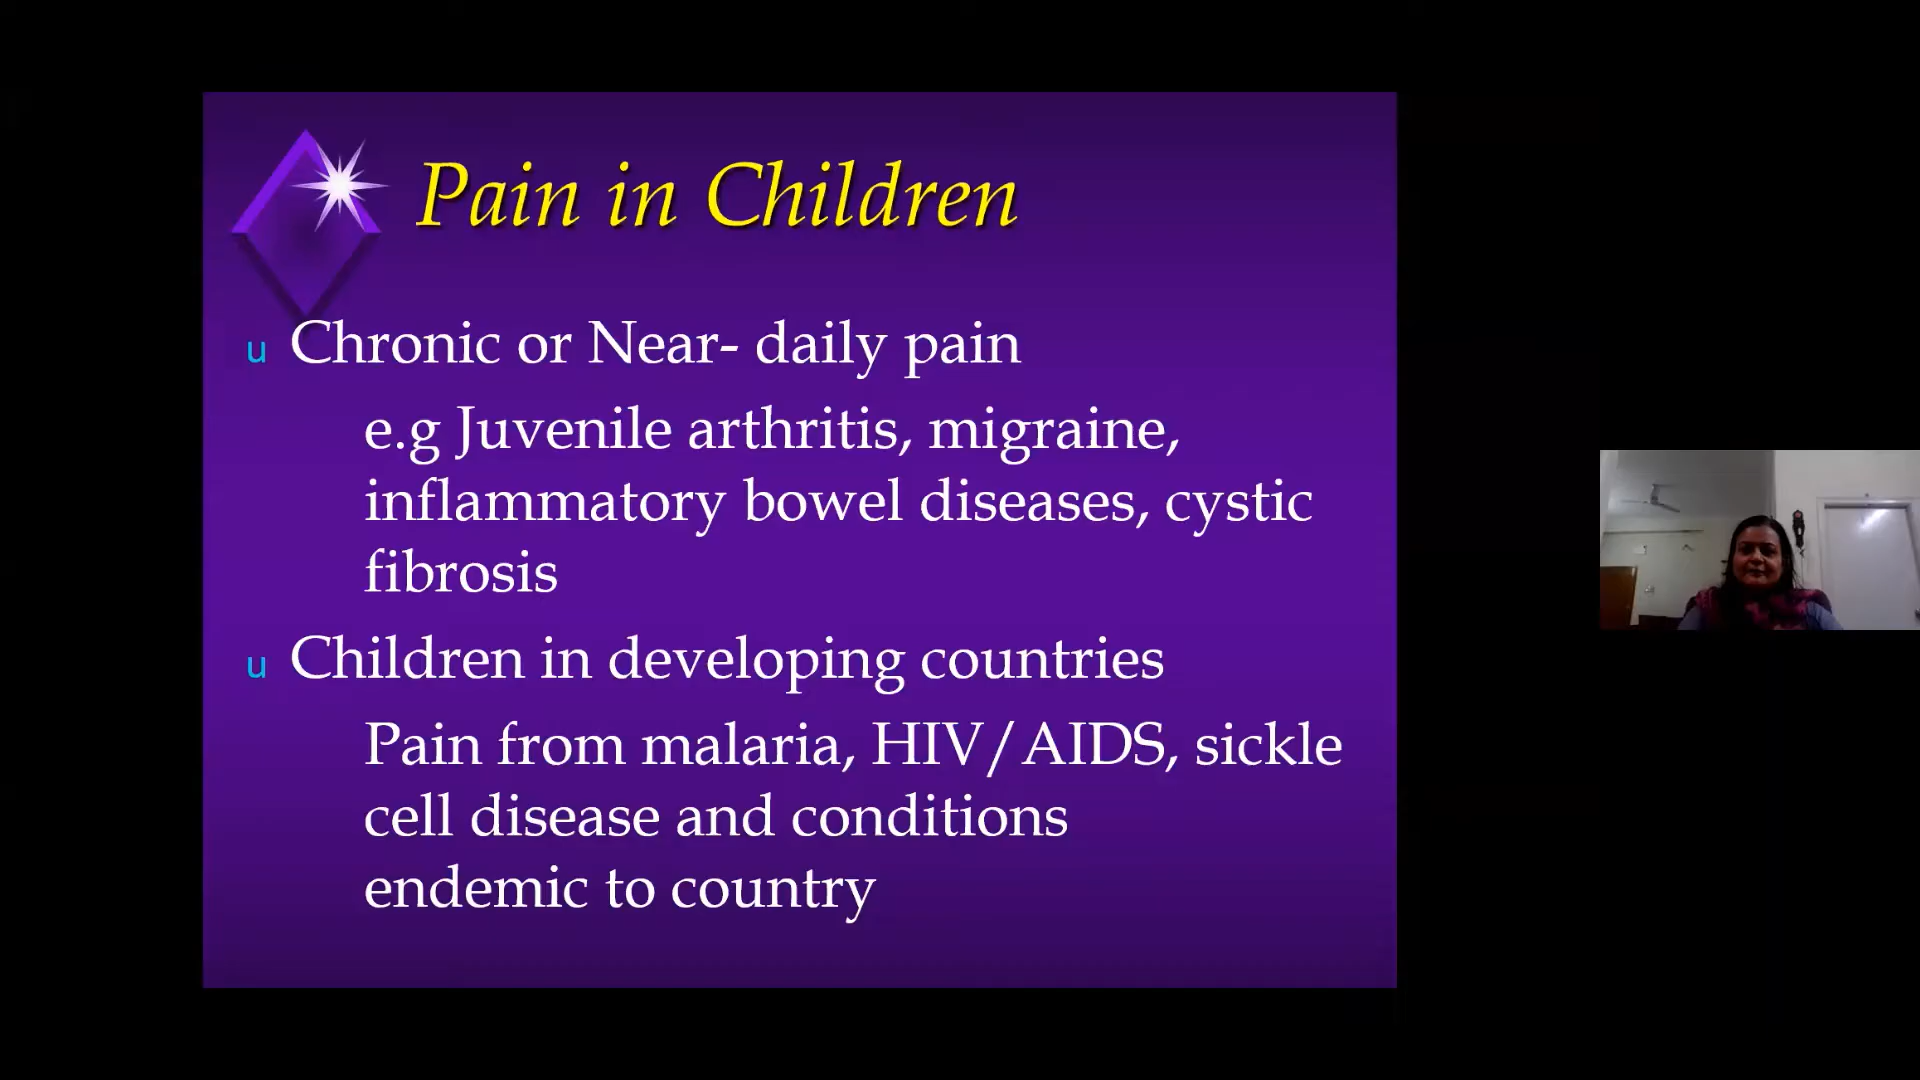 Pain in Children
u Chronic or Near- daily pain
e.g Juvenile arthritis, migraine,
inflammatory bowel diseases, cystic
fibrosis
u Children in developing countries
Pain from malaria, HIV/AIDS, sickle
cell disease and conditions
endemic to country